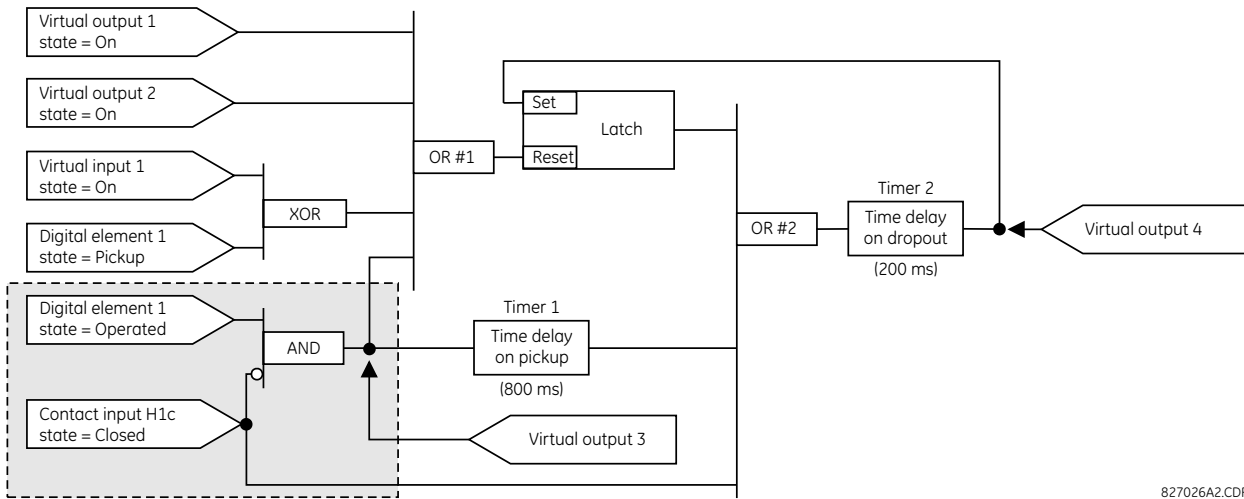 Virtual output 1
state = On
Virtual output 2
state = On
Set
Latch
Reset
OR #1
Virtual input 1
state = On
XOR
Digital element 1
state = Pickup
Timer 2
OR #2
Time delay
on dropout
(200 ms)
Virtual output 4
Digital element 1
state = Operated
AND
Timer 1
Time delay
on pickup
(800 ms)
Contact input H1c
state = Closed
Virtual output 3
827026A2.CDR